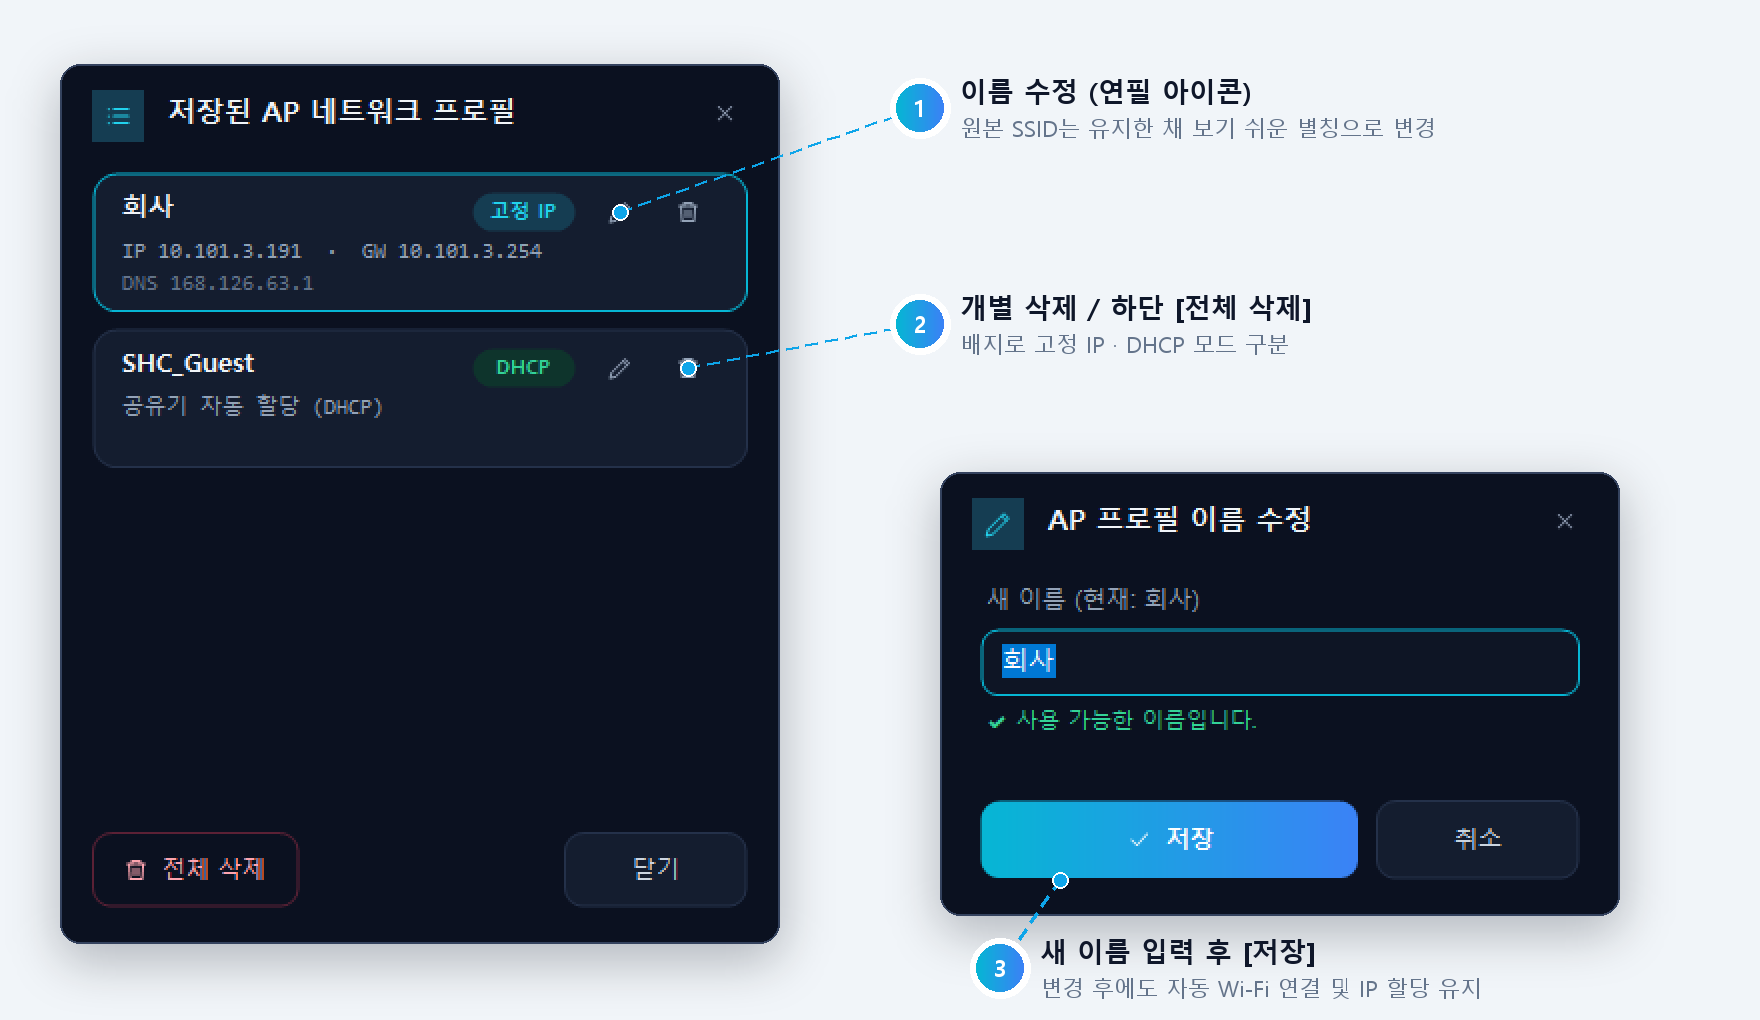 저장된 AP 네트워크 프로필
회사
고정 IP
IP 10.101.3.191 · GW 10.101.3.254
DNS 168.126.63.1
SHC_Guest
DHCP
공유기 자동 할당 (DHCP)
전체 삭제
닫기
1
이름 수정 (연필 아이콘)
원본 SSID는 유지한 채 보기 쉬운 별칭으로 변경
2
개별 삭제 / 하단 [전체 삭제]
배지로 고정 IP · DHCP 모드 구분
AP 프로필 이름 수정
새 이름 (현재: 회사)
회사
사용 가능한 이름입니다.
저장
취소
3
새 이름 입력 후 [저장]
변경 후에도 자동 Wi-Fi 연결 및 IP 할당 유지